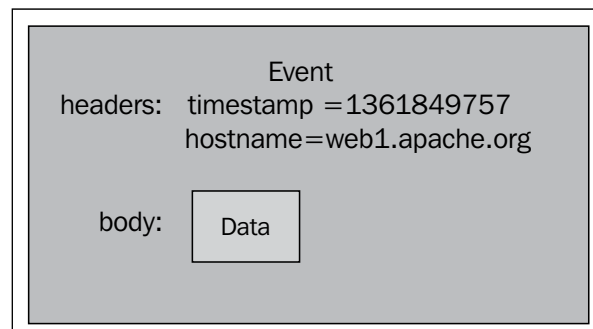 Event
headers: timestamp =1361849757
hostname=web1.apache.org
body: Data